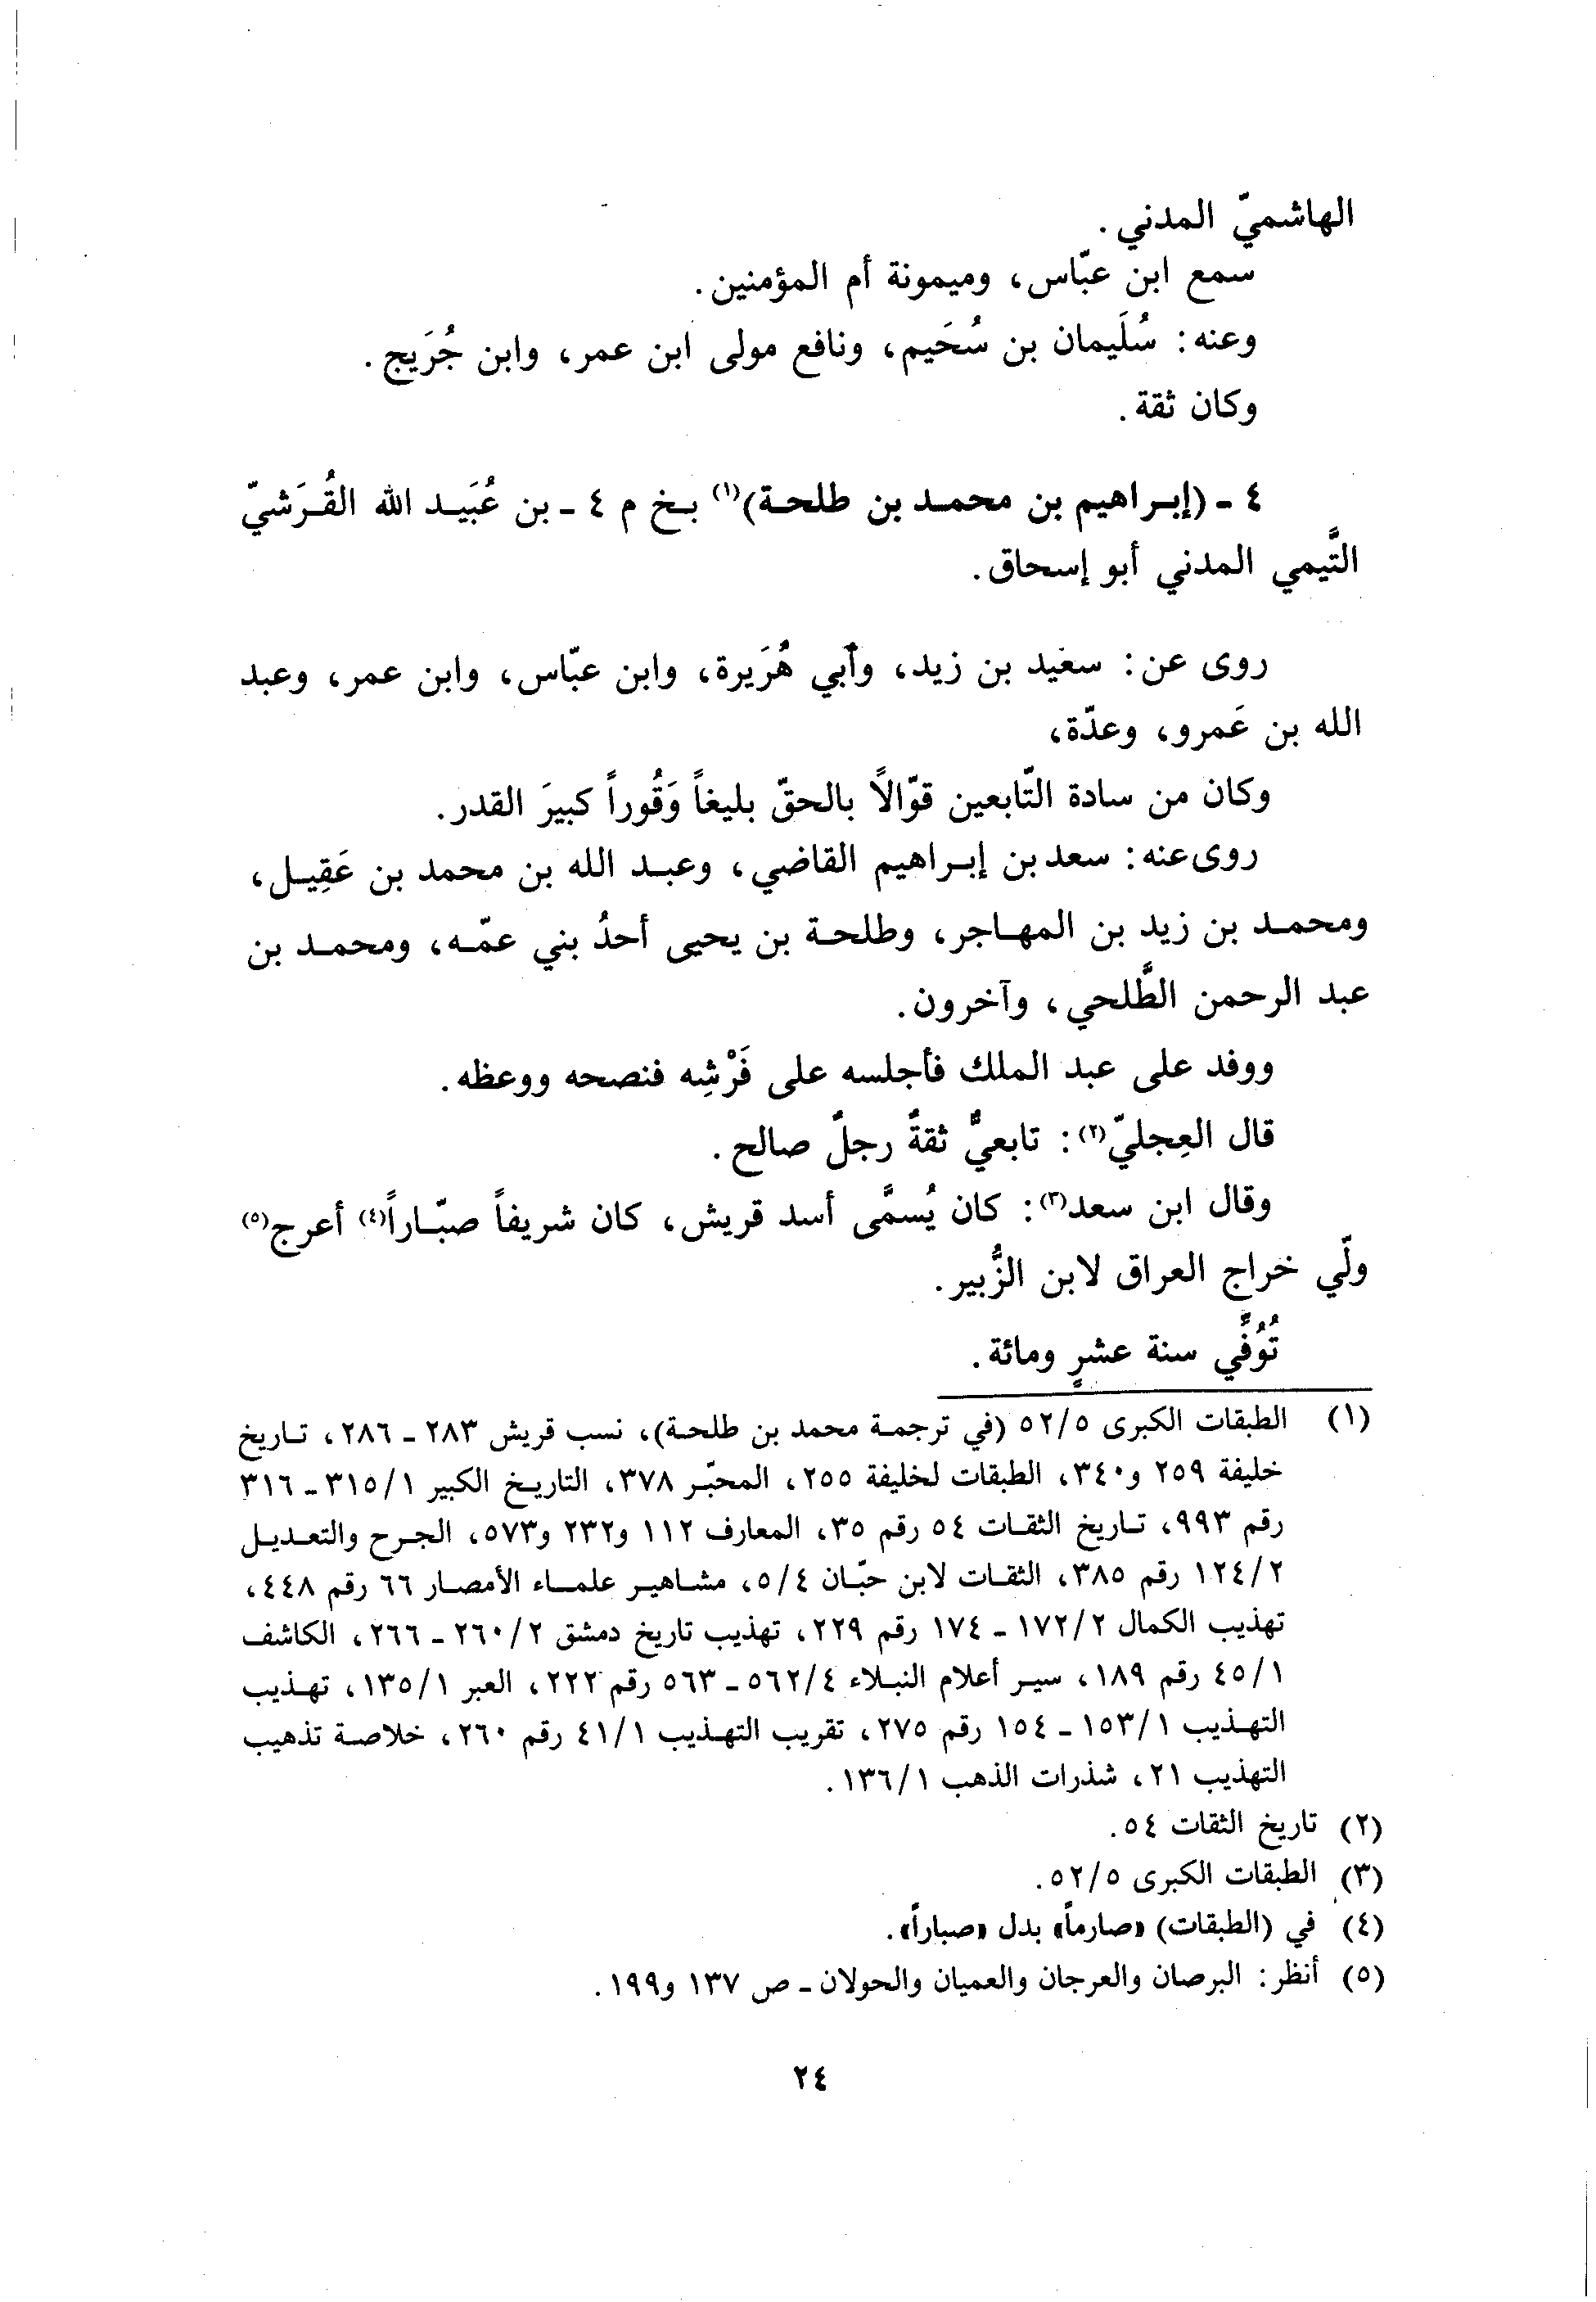 الهاشميّ المدني.
سمع ابن عبّاس، وميمونة أم المؤمنين.
وعنه: سُلَيمان بن سُحَيم، ونافع مولى ابن عمر، وابن جُرَيج.
وكان ثقة.
٤ - (إبراهيم بن محمد بن طلحة)(١) بخ م ٤ - بن عُبَيد الله القُرَشيّ
التَّيمي المدني أبو إسحاق.
روى عن: سعيد بن زيد، وأبي هُرَيرة، وابن عبّاس، وابن عمر، وعبد
الله بن عَمرو، وعدّة،
وكان من سادة التّابعين قوّالاً بالحقّ بليغاً وَقُوراً كبيرَ القدر.
روى عنه: سعد بن إبراهيم القاضي، وعبد الله بن محمد بن عَقِيل،
ومحمد بن زيد بن المهاجر، وطلحة بن يحيى أحدُ بني عمّه، ومحمد بن
عبد الرحمن الطَّلحي، وآخرون.
ووفد على عبد الملك فأجلسه على فَرْشِه فنصحه ووعظه.
قال العِجليّ(٢): تابعيٌّ ثقةٌ رجلٌ صالح.
وقال ابن سعد(٣): كان يُسمَّى أسد قريش، كان شريفاً صبّاراً(٤) أعرج(٥)
ولّي خراج العراق لابن الزُّبير.
تُوُفّي سنة عشرٍ ومائة.
(١) الطبقات الكبرى ٥٢/٥ (في ترجمة محمد بن طلحة)، نسب قريش ٢٨٣ - ٢٨٦، تاريخ
خليفة ٢٥٩ و٣٤٠، الطبقات لخليفة ٢٥٥، المحبّر ٣٧٨، التاريخ الكبير ٣١٥/١ - ٣١٦
رقم ٩٩٣، تاريخ الثقات ٥٤ رقم ٣٥، المعارف ١١٢ و٢٣٢ و٥٧٣، الجرح والتعديل
١٢٤/٢ رقم ٣٨٥، الثقات لابن حبّان ٥/٤، مشاهير علماء الأمصار ٦٦ رقم ٤٤٨،
تهذيب الكمال ١٧٢/٢ - ١٧٤ رقم ٢٢٩، تهذيب تاريخ دمشق ٢٦٠/٢ - ٢٦٦، الكاشف
٤٥/١ رقم ١٨٩، سير أعلام النبلاء ٥٦٢/٤ - ٥٦٣ رقم ٢٢٢، العبر ١٣٥/١، تهذيب
التهذيب ١٥٣/١ - ١٥٤ رقم ٢٧٥، تقريب التهذيب ٤١/١ رقم ٢٦٠، خلاصة تذهيب
التهذيب ٢١، شذرات الذهب ١٣٦/١.
(٢) تاريخ الثقات ٥٤.
(٣) الطبقات الكبرى ٥٢/٥.
(٤) في (الطبقات) «صارماً» بدل «صباراً».
(٥) أنظر: البرصان والعرجان والعميان والحولان - ص ١٣٧ و١٩٩.
٢٤